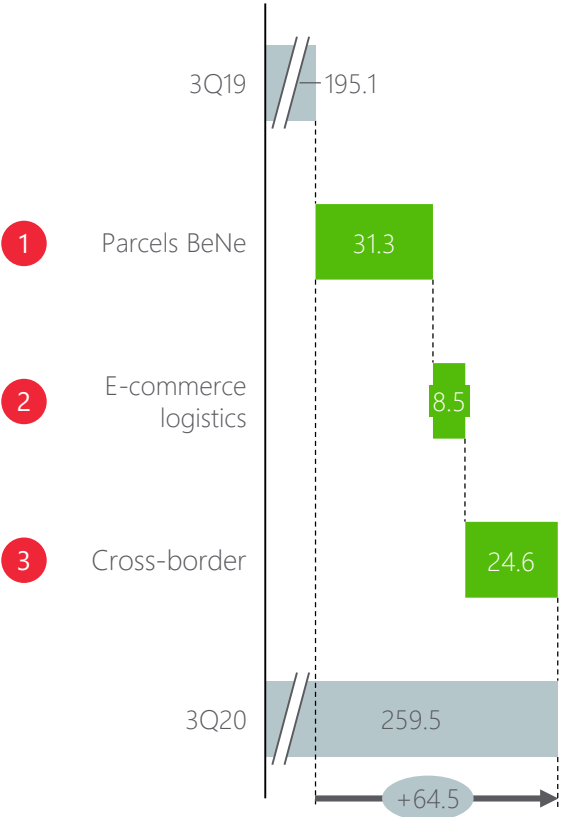 3Q19 195.1
1 Parcels BeNe 31.3
2 E-commerce
logistics 8.5
3 Cross-border 24.6
3Q20 259.5
+64.5